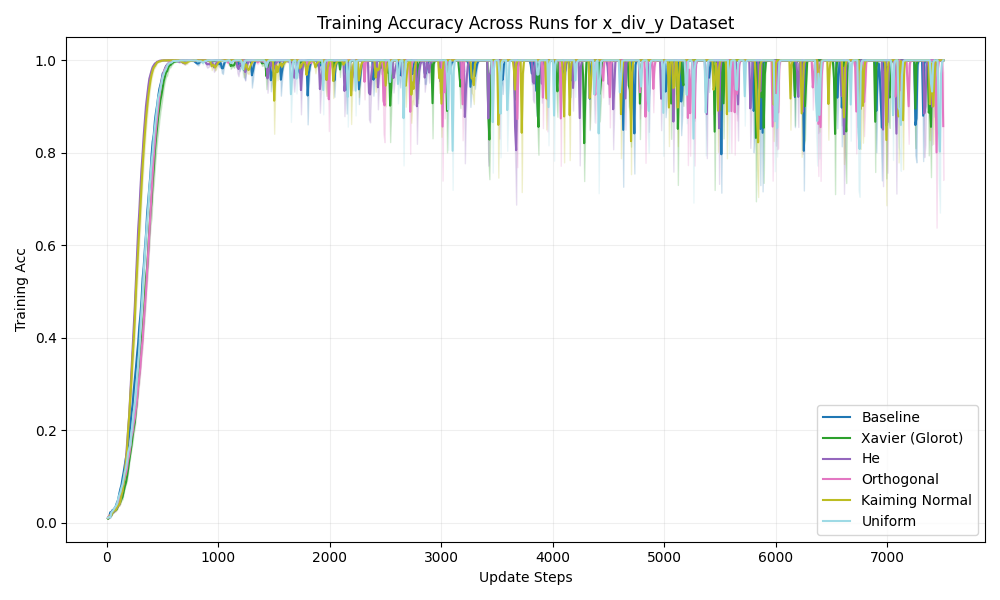 Training Accuracy Across Runs for x_div_y Dataset
Training Acc
1.0
0.8
0.6
0.4
0.2
0.0
Baseline
Xavier (Glorot)
He
Orthogonal
Kaiming Normal
Uniform
0 1000 2000 3000 4000 5000 6000 7000
Update Steps